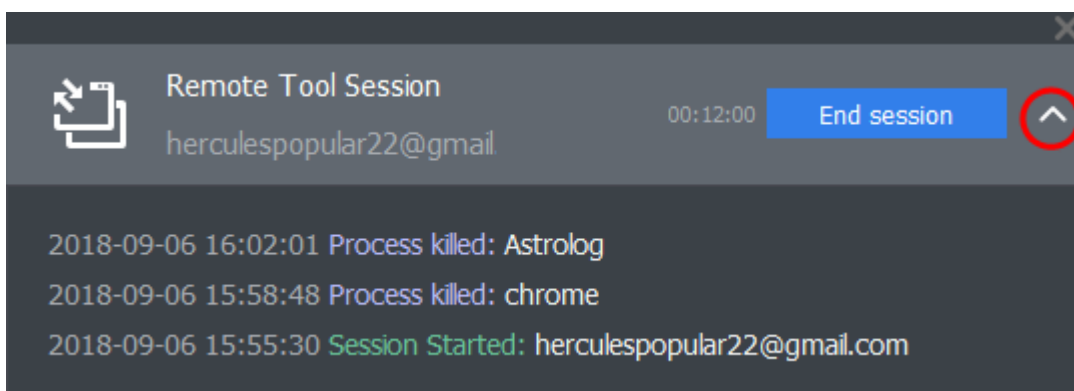 Remote Tool Session
herculespopular22@gmail.
00:12:00
End session
2018-09-06 16:02:01 Process killed: Astrolog
2018-09-06 15:58:48 Process killed: chrome
2018-09-06 15:55:30 Session Started: herculespopular22@gmail.com